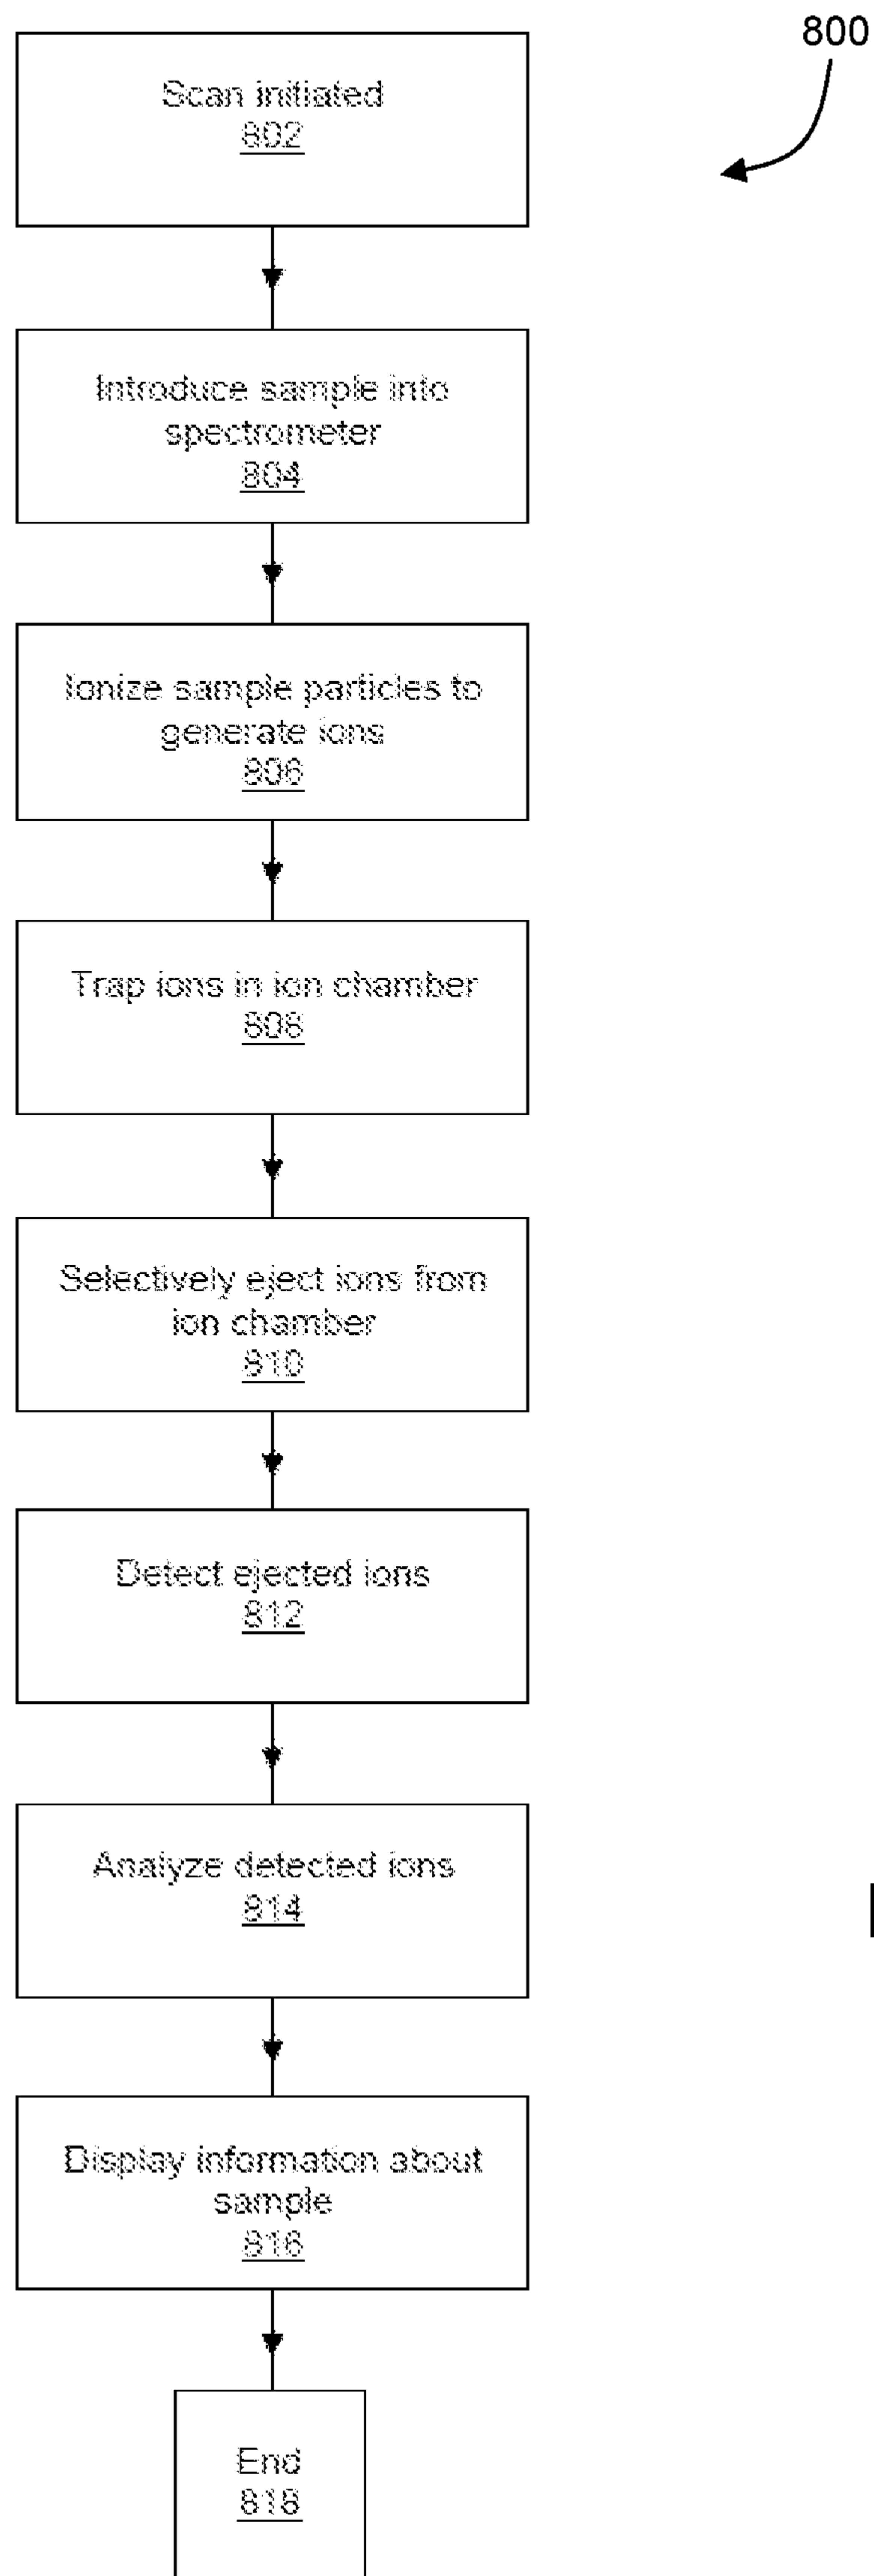 800
Scan initiated
802
Introduce sample into
spectrometer
804
Ionize sample particles to
generate ions
806
Trap ions in ion chamber
808
Selectively eject ions from
ion chamber
810
Detect ejected ions
812
Analyze detected ions
814
Display information about
sample
816
End
818